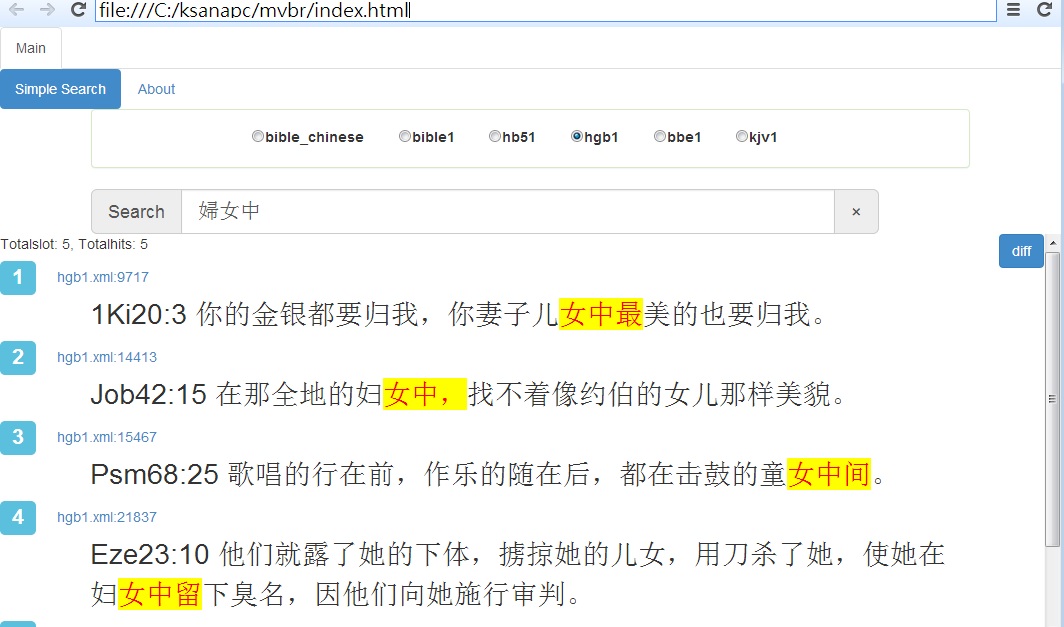 file:///C:/ksanapc/mvbr/index.html
Main
Simple Search About
bible_chinese bible1 hb51 hgb1 bbe1 kjv1
Search 婦女中 ×
Totalslot: 5, Totalhits: 5
diff
1 hgb1.xml:9717
1Ki20:3 你的金银都要归我，你妻子儿女中最美的也要归我。
2 hgb1.xml:14413
Job42:15 在那全地的妇女中，找不着像约伯的女儿那样美貌。
3 hgb1.xml:15467
Psm68:25 歌唱的行在前，作乐的随在后，都在击鼓的童女中间。
4 hgb1.xml:21837
Eze23:10 他们就露了她的下体，掳掠她的儿女，用刀杀了她，使她在
妇女中留下臭名，因他们向她施行审判。